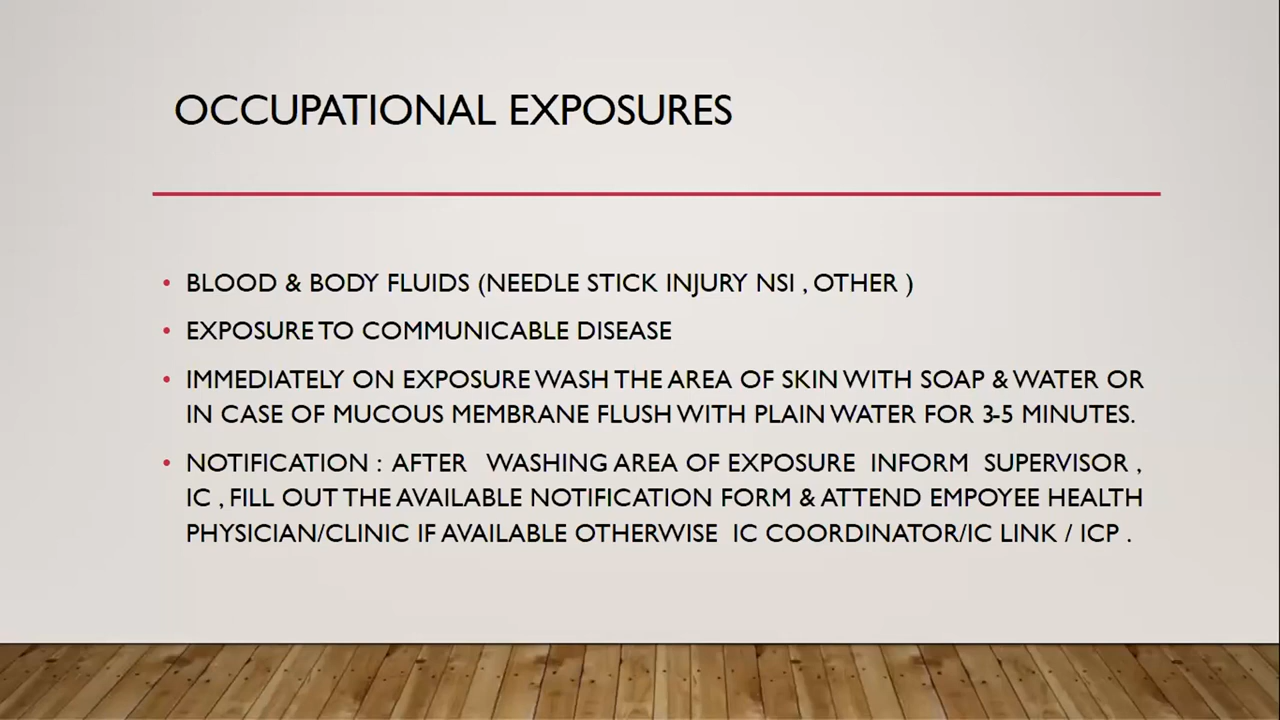 OCCUPATIONAL EXPOSURES
• BLOOD & BODY FLUIDS (NEEDLE STICK INJURY NSI , OTHER )
• EXPOSURE TO COMMUNICABLE DISEASE
• IMMEDIATELY ON EXPOSURE WASH THE AREA OF SKIN WITH SOAP & WATER OR
IN CASE OF MUCOUS MEMBRANE FLUSH WITH PLAIN WATER FOR 3-5 MINUTES.
• NOTIFICATION : AFTER WASHING AREA OF EXPOSURE INFORM SUPERVISOR ,
IC , FILL OUT THE AVAILABLE NOTIFICATION FORM & ATTEND EMPOYEE HEALTH
PHYSICIAN/CLINIC IF AVAILABLE OTHERWISE IC COORDINATOR/IC LINK / ICP .